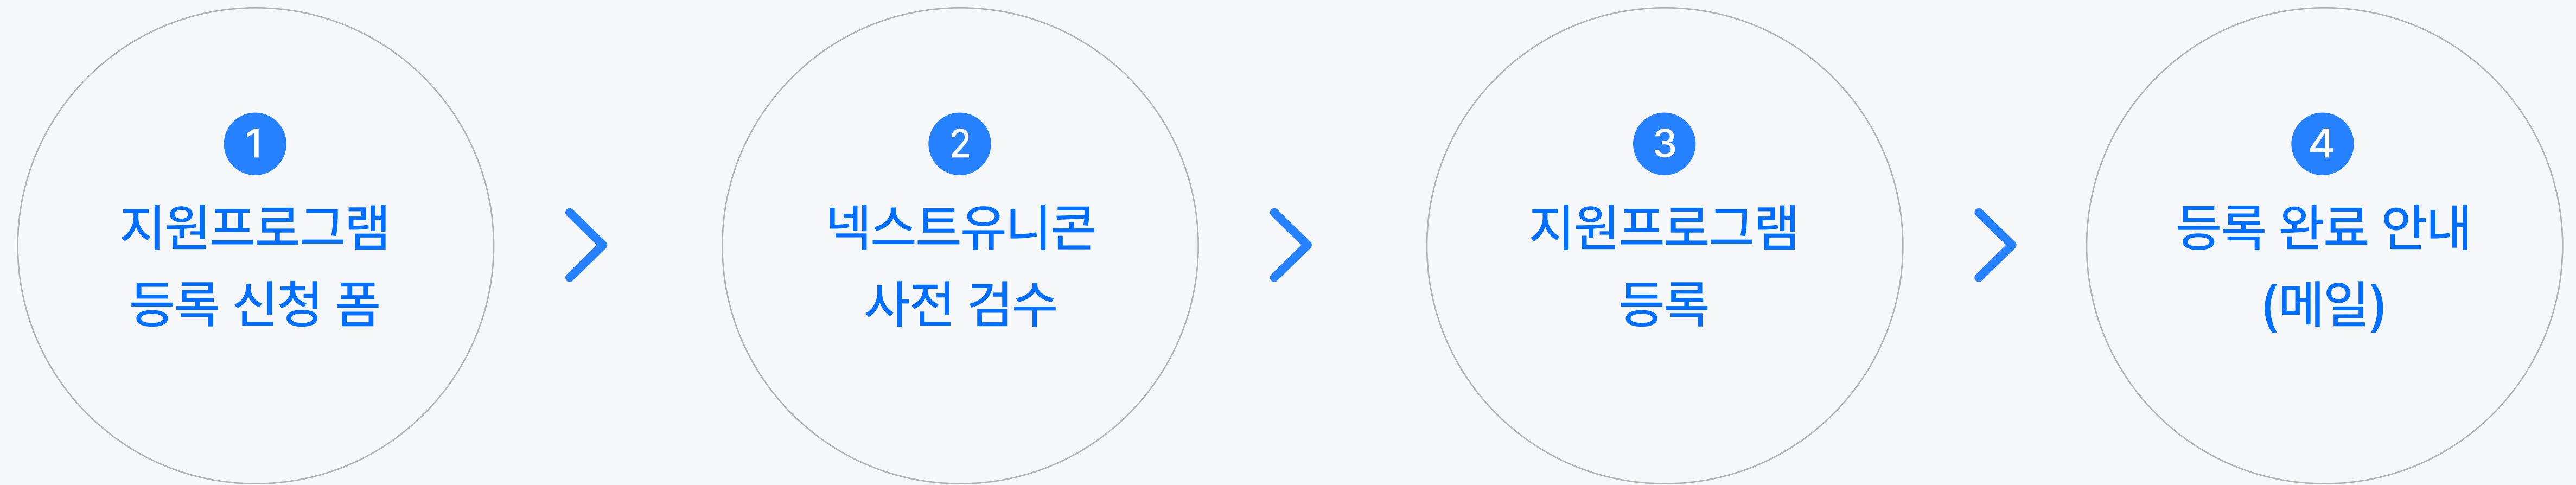 1
지원프로그램
등록 신청 폼
2
넥스트유니콘
사전 검수
3
지원프로그램
등록
4
등록 완료 안내
(메일)